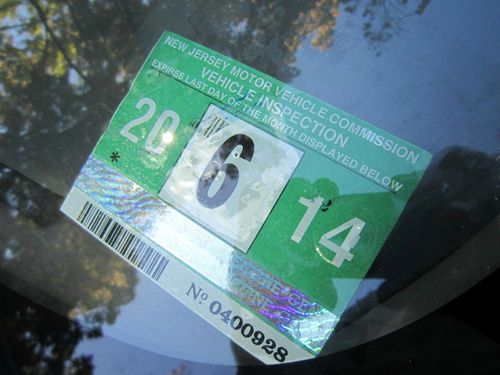 NEW JERSEY MOTOR VEHICLE COMMISSION
VEHICLE INSPECTION
EXPIRES LAST DAY OF THE MONTH DISPLAYED BELOW
20 6 14
*
No 0400928